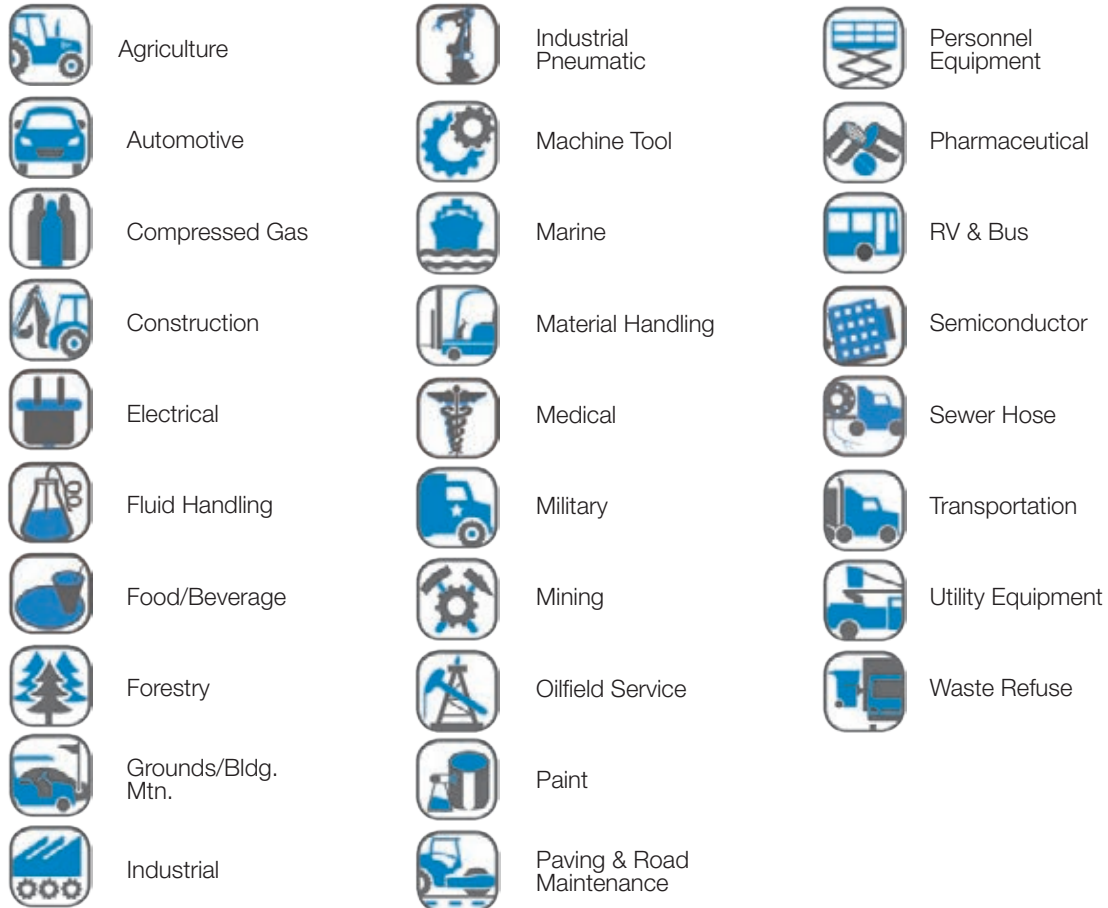 Agriculture
Automotive
Compressed Gas
Construction
Electrical
Fluid Handling
Food/Beverage
Forestry
Grounds/Bldg.
Mtn.
Industrial
Industrial
Pneumatic
Machine Tool
Marine
Material Handling
Medical
Military
Mining
Oilfield Service
Paint
Paving & Road
Maintenance
Personnel
Equipment
Pharmaceutical
RV & Bus
Semiconductor
Sewer Hose
Transportation
Utility Equipment
Waste Refuse